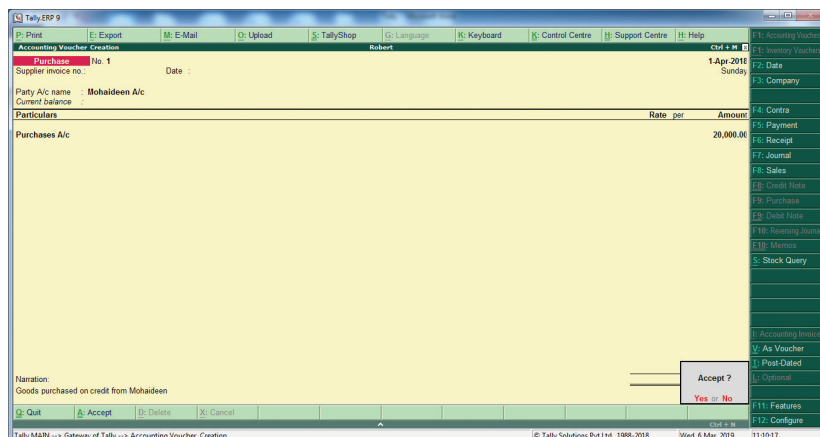 Tally.ERP 9
P: Print E: Export M: E-Mail O: Upload S: TallyShop G: Language K: Keyboard K: Control Centre H: Support Centre H: Help
F1: Accounting Vouchers
Accounting Voucher Creation Robert Ctrl + M
F1: Inventory Vouchers
Purchase No. 1 1-Apr-2018
Supplier invoice no.: Date : Sunday
F2: Date
F3: Company
Party A/c name : Mohaideen A/c
Current balance :
Particulars Rate per Amount
F4: Contra
F5: Payment
Purchases A/c 20,000.00
F6: Receipt
F7: Journal
F8: Sales
F8: Credit Note
F9: Purchase
F9: Debit Note
F10: Reversing Journal
F10: Memos
S: Stock Query
I: Accounting Invoice
V: As Voucher
T: Post-Dated
L: Optional
Narration:
Goods purchased on credit from Mohaideen
Accept ?
Yes or No
Q: Quit A: Accept D: Delete X: Cancel
F11: Features
F12: Configure
Ctrl + N
Tally MAIN --> Gateway of Tally --> Accounting Voucher Creation © Tally Solutions Pvt Ltd., 1988-2018 Wed, 6 Mar, 2019 11:10:17